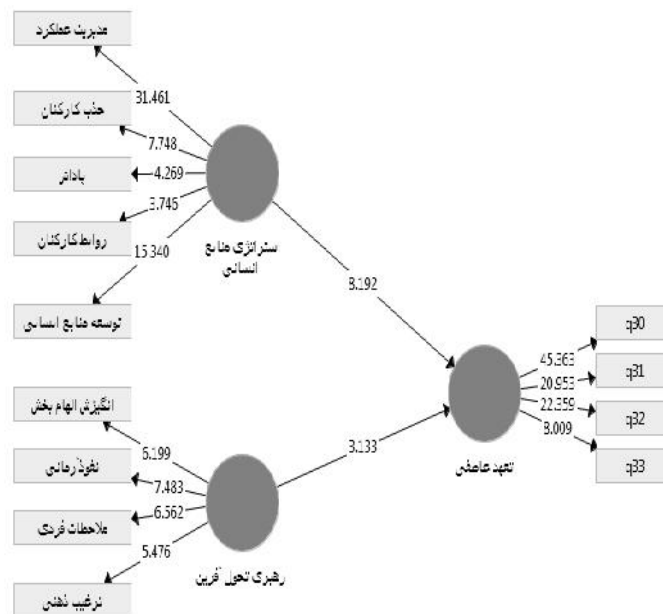 مدیریت عملکرد
31.461
جذب کارکنان
7.748
پاداش
4.269
روابط کارکنان
3.746
15.340
توسعه منابع انسانی
ستراتژی منابع
انسانی
8.192
انگیزش الهام بخش
6.199
نفوذ آرمانی
7.483
ملاحظات فردی
6.562
5.476
ترغیب ذهنی
رهبری تحول آفرین
3.133
تعهد عاطفی
q30
45.363
q31
20.953
22.359
q32
8.009
q33